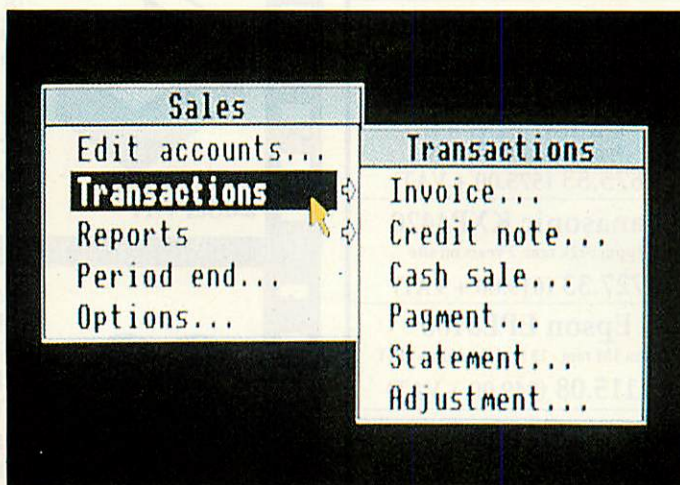 Sales
Edit accounts...
Transactions
Reports
Period end...
Options...
Transactions
Invoice...
Credit note...
Cash sale...
Payment...
Statement...
Adjustment...